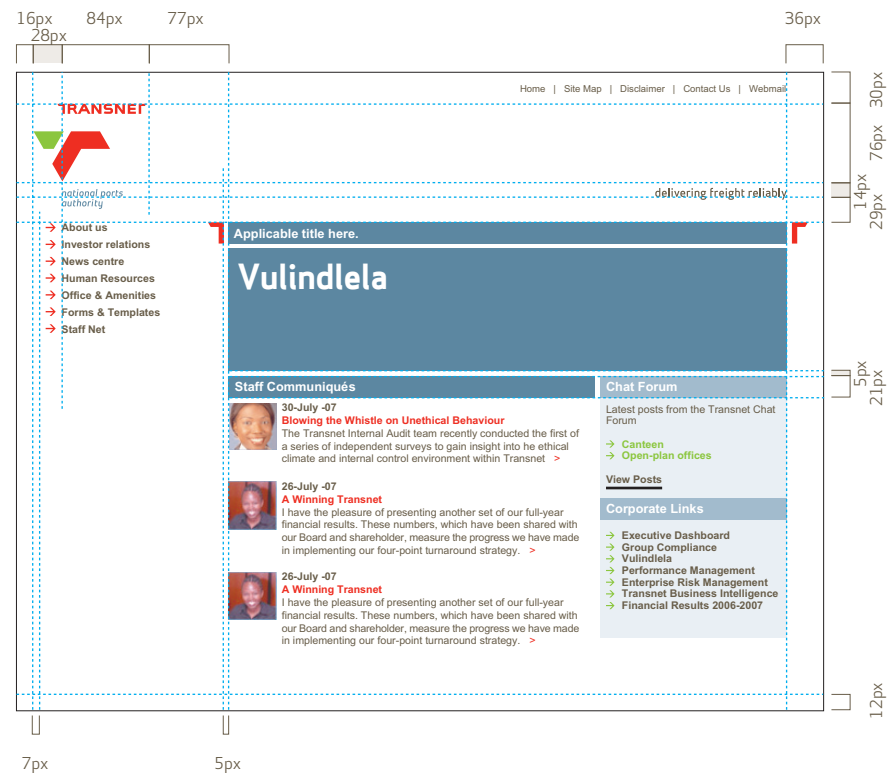 16px 84px 77px 36px
28px
Home | Site Map | Disclaimer | Contact Us | Webmail
30px
TRANSNET
76px
national ports
authority
delivering freight reliably
14px
29px
About us
Investor relations
News centre
Human Resources
Office & Amenities
Forms & Templates
Staff Net
Applicable title here.
Vulindlela
5px
21px
Staff Communiqués
30-July -07
Blowing the Whistle on Unethical Behaviour
The Transnet Internal Audit team recently conducted the first of
a series of independent surveys to gain insight into he ethical
climate and internal control environment within Transnet >
26-July -07
A Winning Transnet
I have the pleasure of presenting another set of our full-year
financial results. These numbers, which have been shared with
our Board and shareholder, measure the progress we have made
in implementing our four-point turnaround strategy. >
26-July -07
A Winning Transnet
I have the pleasure of presenting another set of our full-year
financial results. These numbers, which have been shared with
our Board and shareholder, measure the progress we have made
in implementing our four-point turnaround strategy. >
Chat Forum
Latest posts from the Transnet Chat
Forum
Canteen
Open-plan offices
View Posts
Corporate Links
Executive Dashboard
Group Compliance
Vulindlela
Performance Management
Enterprise Risk Management
Transnet Business Intelligence
Financial Results 2006-2007
12px
7px 5px